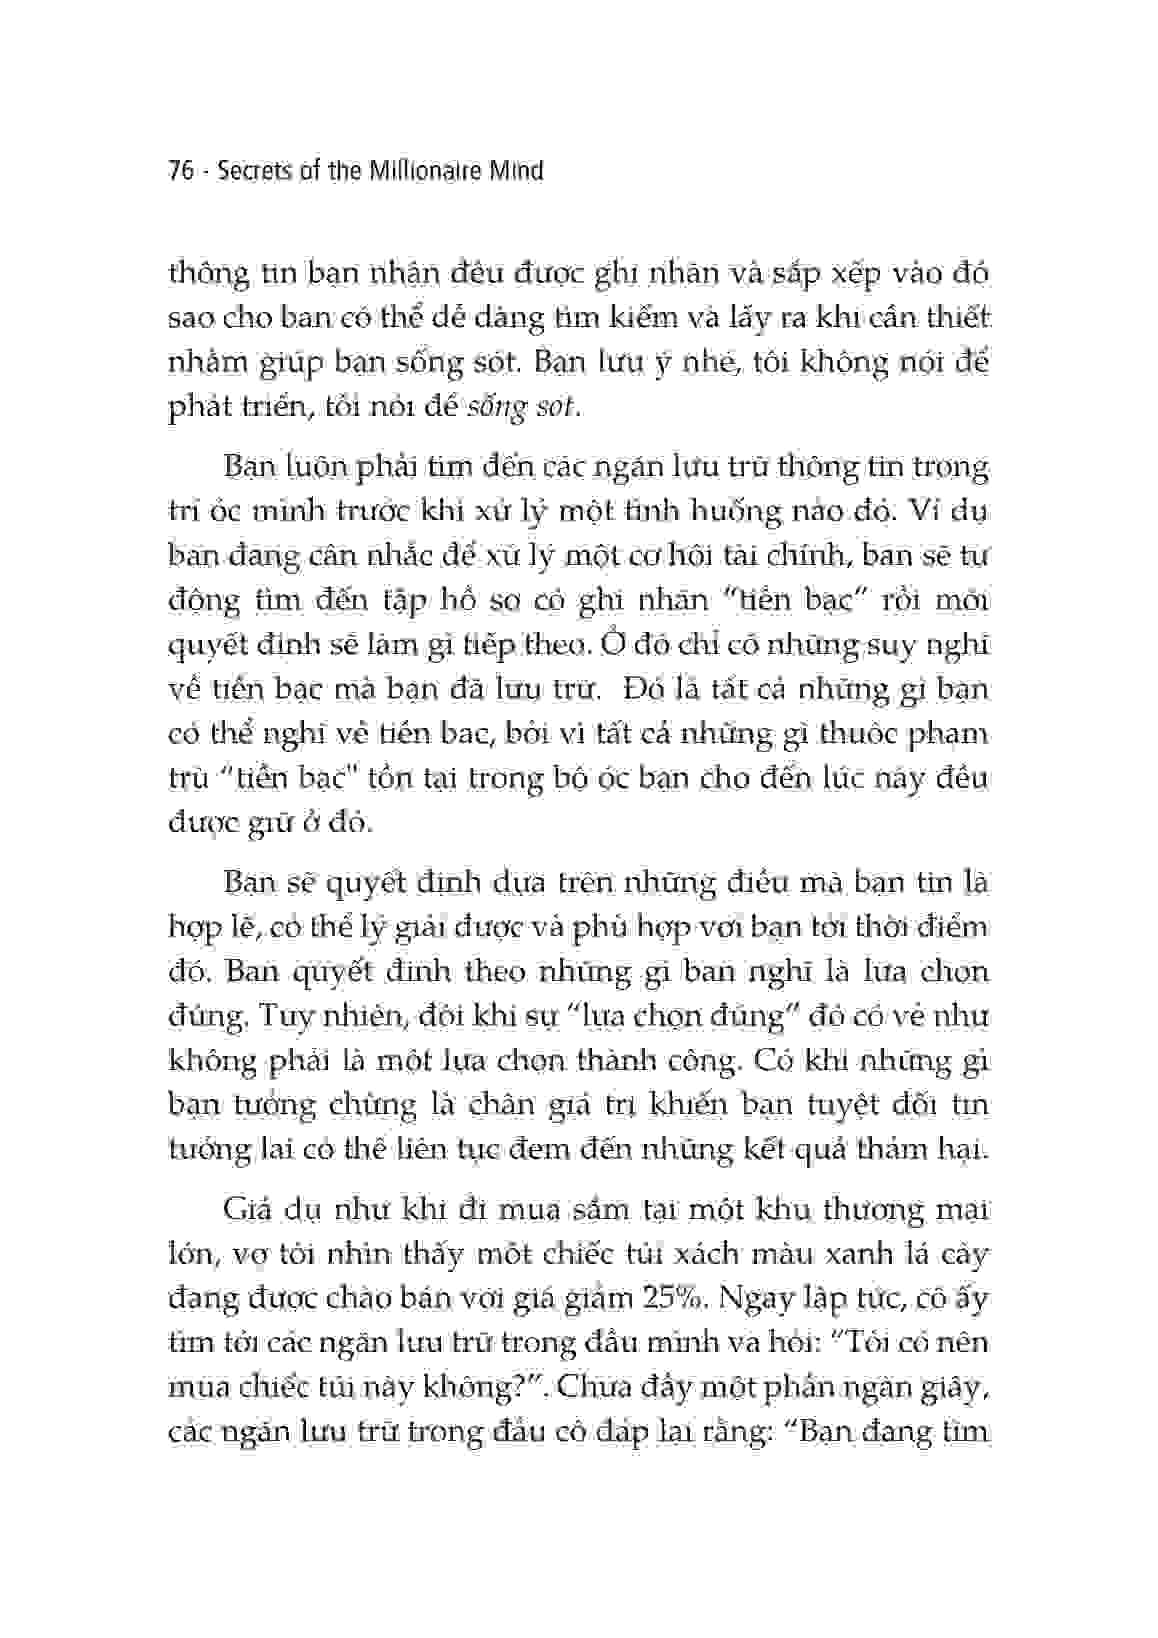 76 - Secrets of the Millionaire Mind
thông tin bạn nhận đều được ghi nhãn và sắp xếp vào đó
sao cho bạn có thể dễ dàng tìm kiếm và lấy ra khi cần thiết
nhằm giúp bạn sống sót. Bạn lưu ý nhé, tôi không nói để
phát triển, tôi nói để sống sót.
Bạn luôn phải tìm đến các ngăn lưu trữ thông tin trong
trí óc mình trước khi xử lý một tình huống nào đó. Ví dụ
bạn đang cân nhắc để xử lý một cơ hội tài chính, bạn sẽ tự
động tìm đến tập hồ sơ có ghi nhãn “tiền bạc“ rồi mới
quyết định sẽ làm gì tiếp theo. Ở đó chỉ có những suy nghĩ
về tiền bạc mà bạn đã lưu trữ. Đó là tất cả những gì bạn
có thể nghĩ về tiền bạc, bởi vì tất cả những gì thuộc phạm
trù “tiền bạc" tồn tại trong bộ óc bạn cho đến lúc này đều
được giữ ở đó.
Bạn sẽ quyết định dựa trên những điều mà bạn tin là
hợp lẽ, có thể lý giải được và phù hợp với bạn tới thời điểm
đó. Bạn quyết định theo những gì bạn nghĩ là lựa chọn
đúng. Tuy nhiên, đôi khi sự “lựa chọn đúng” đó có vẻ như
không phải là một lựa chọn thành công. Có khi những gì
bạn tưởng chừng là chân giá trị khiến bạn tuyệt đối tin
tưởng lại có thể liên tục đem đến những kết quả thảm hại.
Giả dụ như khi đi mua sắm tại một khu thương mại
lớn, vợ tôi nhìn thấy một chiếc túi xách màu xanh lá cây
đang được chào bán với giá giảm 25%. Ngay lập tức, cô ấy
tìm tới các ngăn lưu trữ trong đầu mình và hỏi: “Tôi có nên
mua chiếc túi này không?”. Chưa đầy một phần ngàn giây,
các ngăn lưu trữ trong đầu cô đáp lại rằng: “Bạn đang tìm